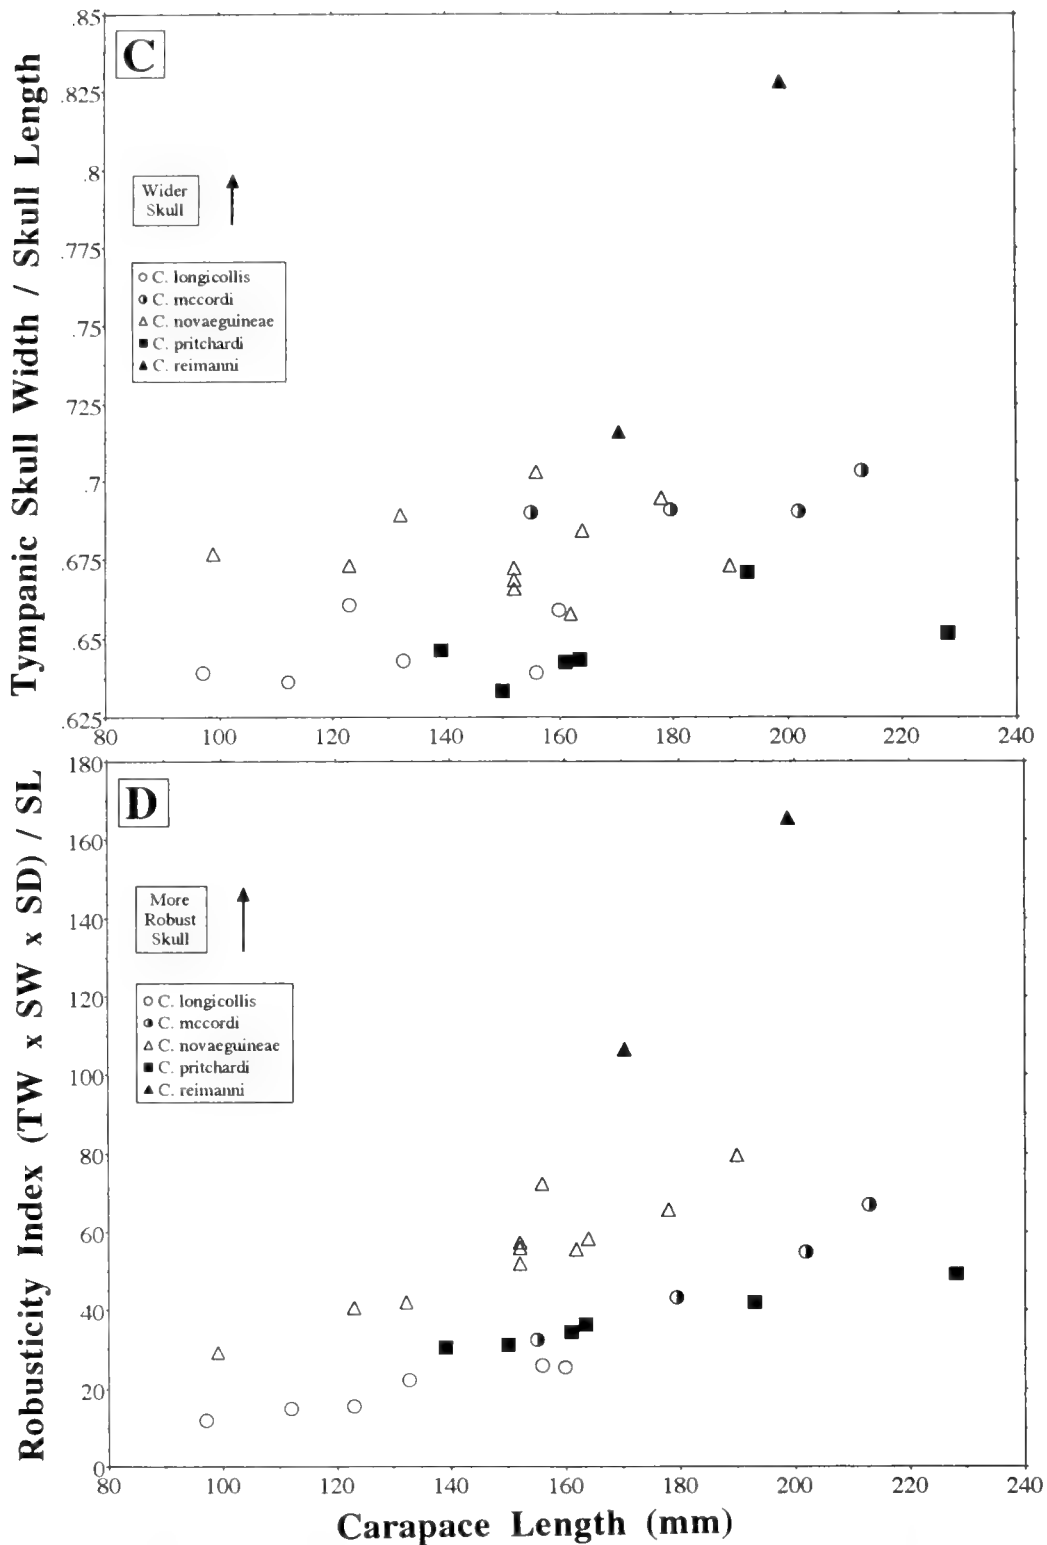 Tympanic Skull Width / Skull Length
.85
.825
.8
.775
.75
725
.7
.675
.65
.625
C
Wider
Skull
C. longicollis
C. mccordi
C. novaeguineae
C. pritchardi
C. reimanni
80 100 120 140 160 180 200 220 240
Robusticity Index (TW x SW x SD) / SL
180
160
140
120
100
80
60
40
20
0
D
More
Robust
Skull
C. longicollis
C. mccordi
C. novaeguineae
C. pritchardi
C. reimanni
80 100 120 140 160 180 200 220 240
Carapace Length (mm)